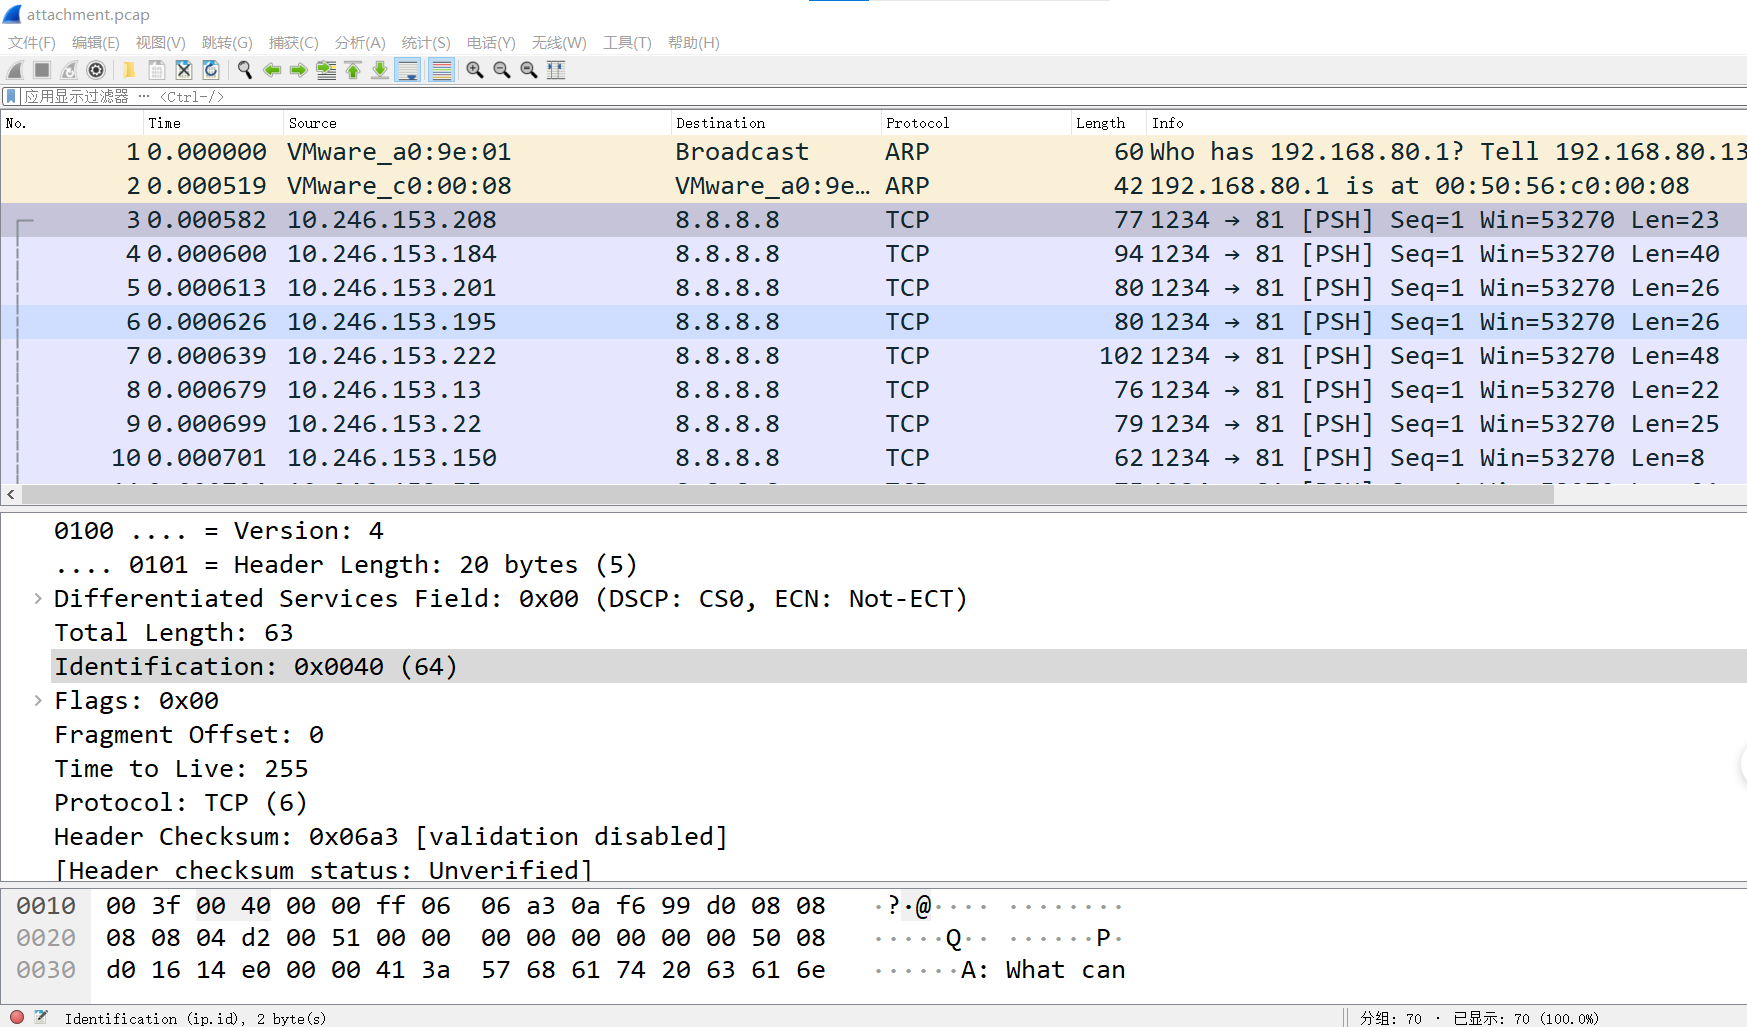 attachment.pcap
文件(F) 编辑(E) 视图(V) 跳转(G) 捕获(C) 分析(A) 统计(S) 电话(Y) 无线(W) 工具(T) 帮助(H)
应用显示过滤器 … <Ctrl-/>
No. Time Source Destination Protocol Length Info
1 0.000000 VMware_a0:9e:01 Broadcast ARP 60 Who has 192.168.80.1? Tell 192.168.80.13
2 0.000519 VMware_c0:00:08 VMware_a0:9e… ARP 42 192.168.80.1 is at 00:50:56:c0:00:08
3 0.000582 10.246.153.208 8.8.8.8 TCP 77 1234 → 81 [PSH] Seq=1 Win=53270 Len=23
4 0.000600 10.246.153.184 8.8.8.8 TCP 94 1234 → 81 [PSH] Seq=1 Win=53270 Len=40
5 0.000613 10.246.153.201 8.8.8.8 TCP 80 1234 → 81 [PSH] Seq=1 Win=53270 Len=26
6 0.000626 10.246.153.195 8.8.8.8 TCP 80 1234 → 81 [PSH] Seq=1 Win=53270 Len=26
7 0.000639 10.246.153.222 8.8.8.8 TCP 102 1234 → 81 [PSH] Seq=1 Win=53270 Len=48
8 0.000679 10.246.153.13 8.8.8.8 TCP 76 1234 → 81 [PSH] Seq=1 Win=53270 Len=22
9 0.000699 10.246.153.22 8.8.8.8 TCP 79 1234 → 81 [PSH] Seq=1 Win=53270 Len=25
10 0.000701 10.246.153.150 8.8.8.8 TCP 62 1234 → 81 [PSH] Seq=1 Win=53270 Len=8
0100 .... = Version: 4
.... 0101 = Header Length: 20 bytes (5)
Differentiated Services Field: 0x00 (DSCP: CS0, ECN: Not-ECT)
Total Length: 63
Identification: 0x0040 (64)
Flags: 0x00
Fragment Offset: 0
Time to Live: 255
Protocol: TCP (6)
Header Checksum: 0x06a3 [validation disabled]
[Header checksum status: Unverified]
0010 00 3f 00 40 00 00 ff 06 06 a3 0a f6 99 d0 08 08 ·?·@···· ········
0020 08 08 04 d2 00 51 00 00 00 00 00 00 00 00 50 08 ·····Q·· ······P·
0030 d0 16 14 e0 00 00 41 3a 57 68 61 74 20 63 61 6e ······A: What can
Identification (ip.id), 2 byte(s) 分组: 70 · 已显示: 70 (100.0%)